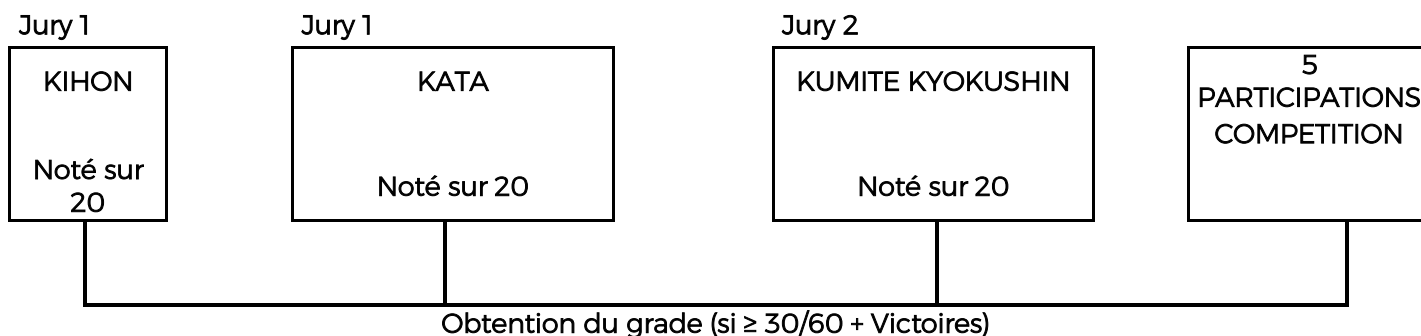 Jury 1
KIHON
Noté sur
20
Jury 1
KATA
Noté sur 20
Jury 2
KUMITE KYOKUSHIN
Noté sur 20
5
PARTICIPATIONS
COMPETITION
Obtention du grade (si ≥ 30/60 + Victoires)